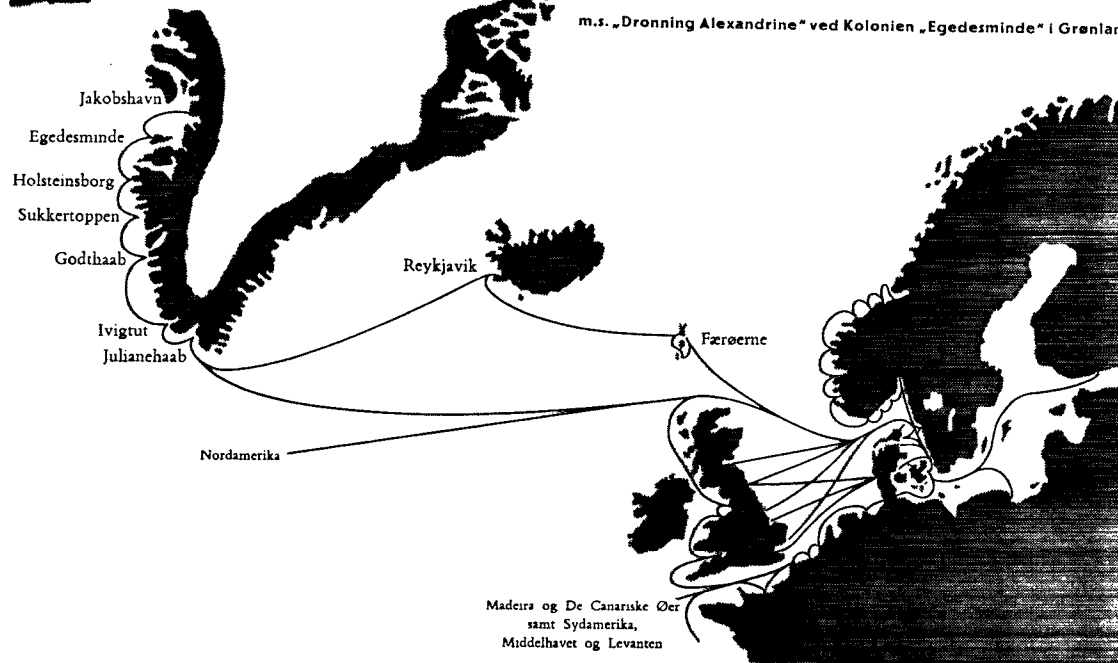 m.s. „Dronning Alexandrine“ ved Kolonien „Egedesminde“ i Grønlan
Jakobshavn
Egedesminde
Holsteinsborg
Sukkertoppen
Godthaab
Ivigtut
Julianehaab
Reykjavik
Færøerne
Nordamerika
Madeira og De Canariske Øer
samt Sydamerika,
Middelhavet og Levanten